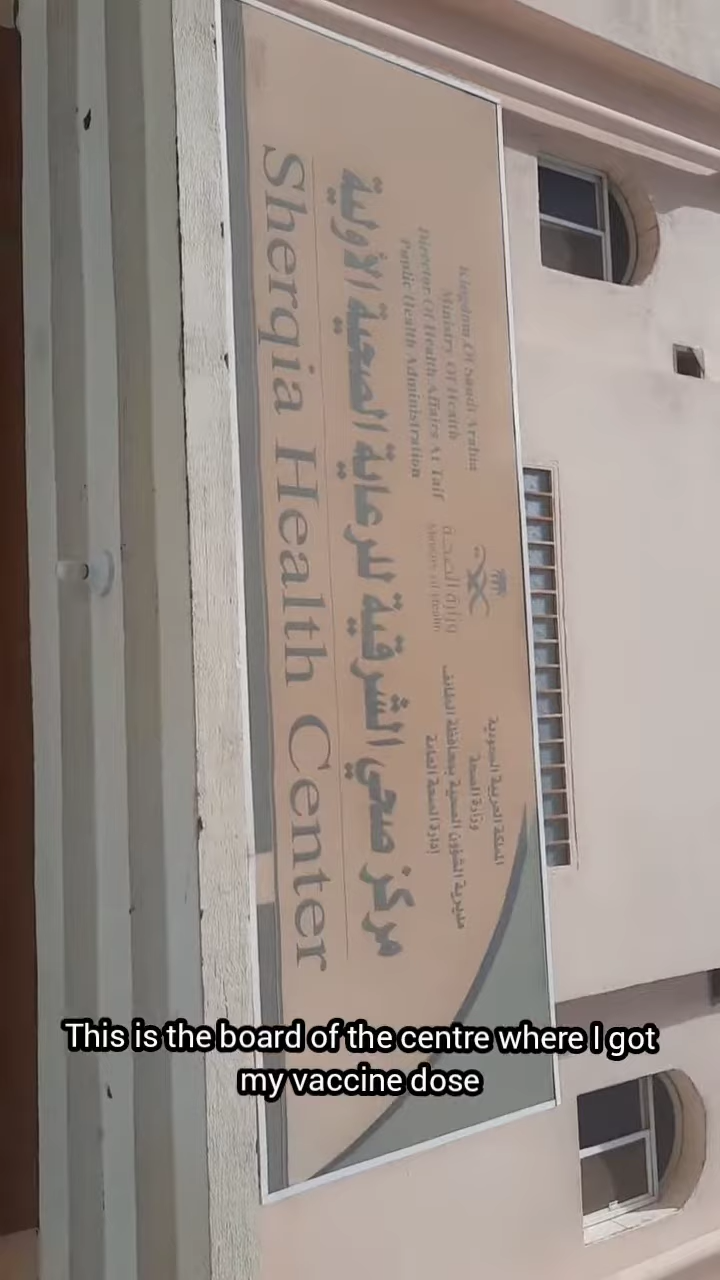 Kingdom Of Saudi Arabia
Ministry Of Health
Director Of Health Affairs At Taif
Puplic Health Administration
وزارة الصحة
Ministry of Health
المملكة العربية السعودية
وزارة الصحة
مديرية الشؤون الصحية بمحافظة الطائف
إدارة الصحة العامة
مركز صحي الشرقية للرعاية الصحية الأولية
Sherqia Health Center
This is the board of the centre where I got
my vaccine dose